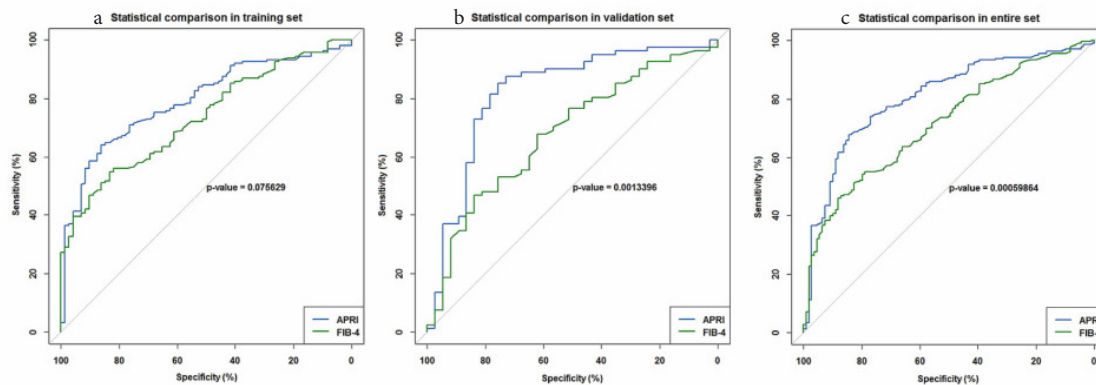 a
Statistical comparison in training set
100
80
60
40
20
0
Sensitivity (%)
p-value = 0.075629
APRI
FIB-4
100 80 60 40 20 0
Specificity (%)
b
Statistical comparison in validation set
100
80
60
40
20
0
Sensitivity (%)
p-value = 0.0013396
APRI
FIB-4
100 80 60 40 20 0
Specificity (%)
c
Statistical comparison in entire set
100
80
60
40
20
0
Sensitivity (%)
p-value = 0.00059864
APR
FIB-
100 80 60 40 20 0
Specificity (%)